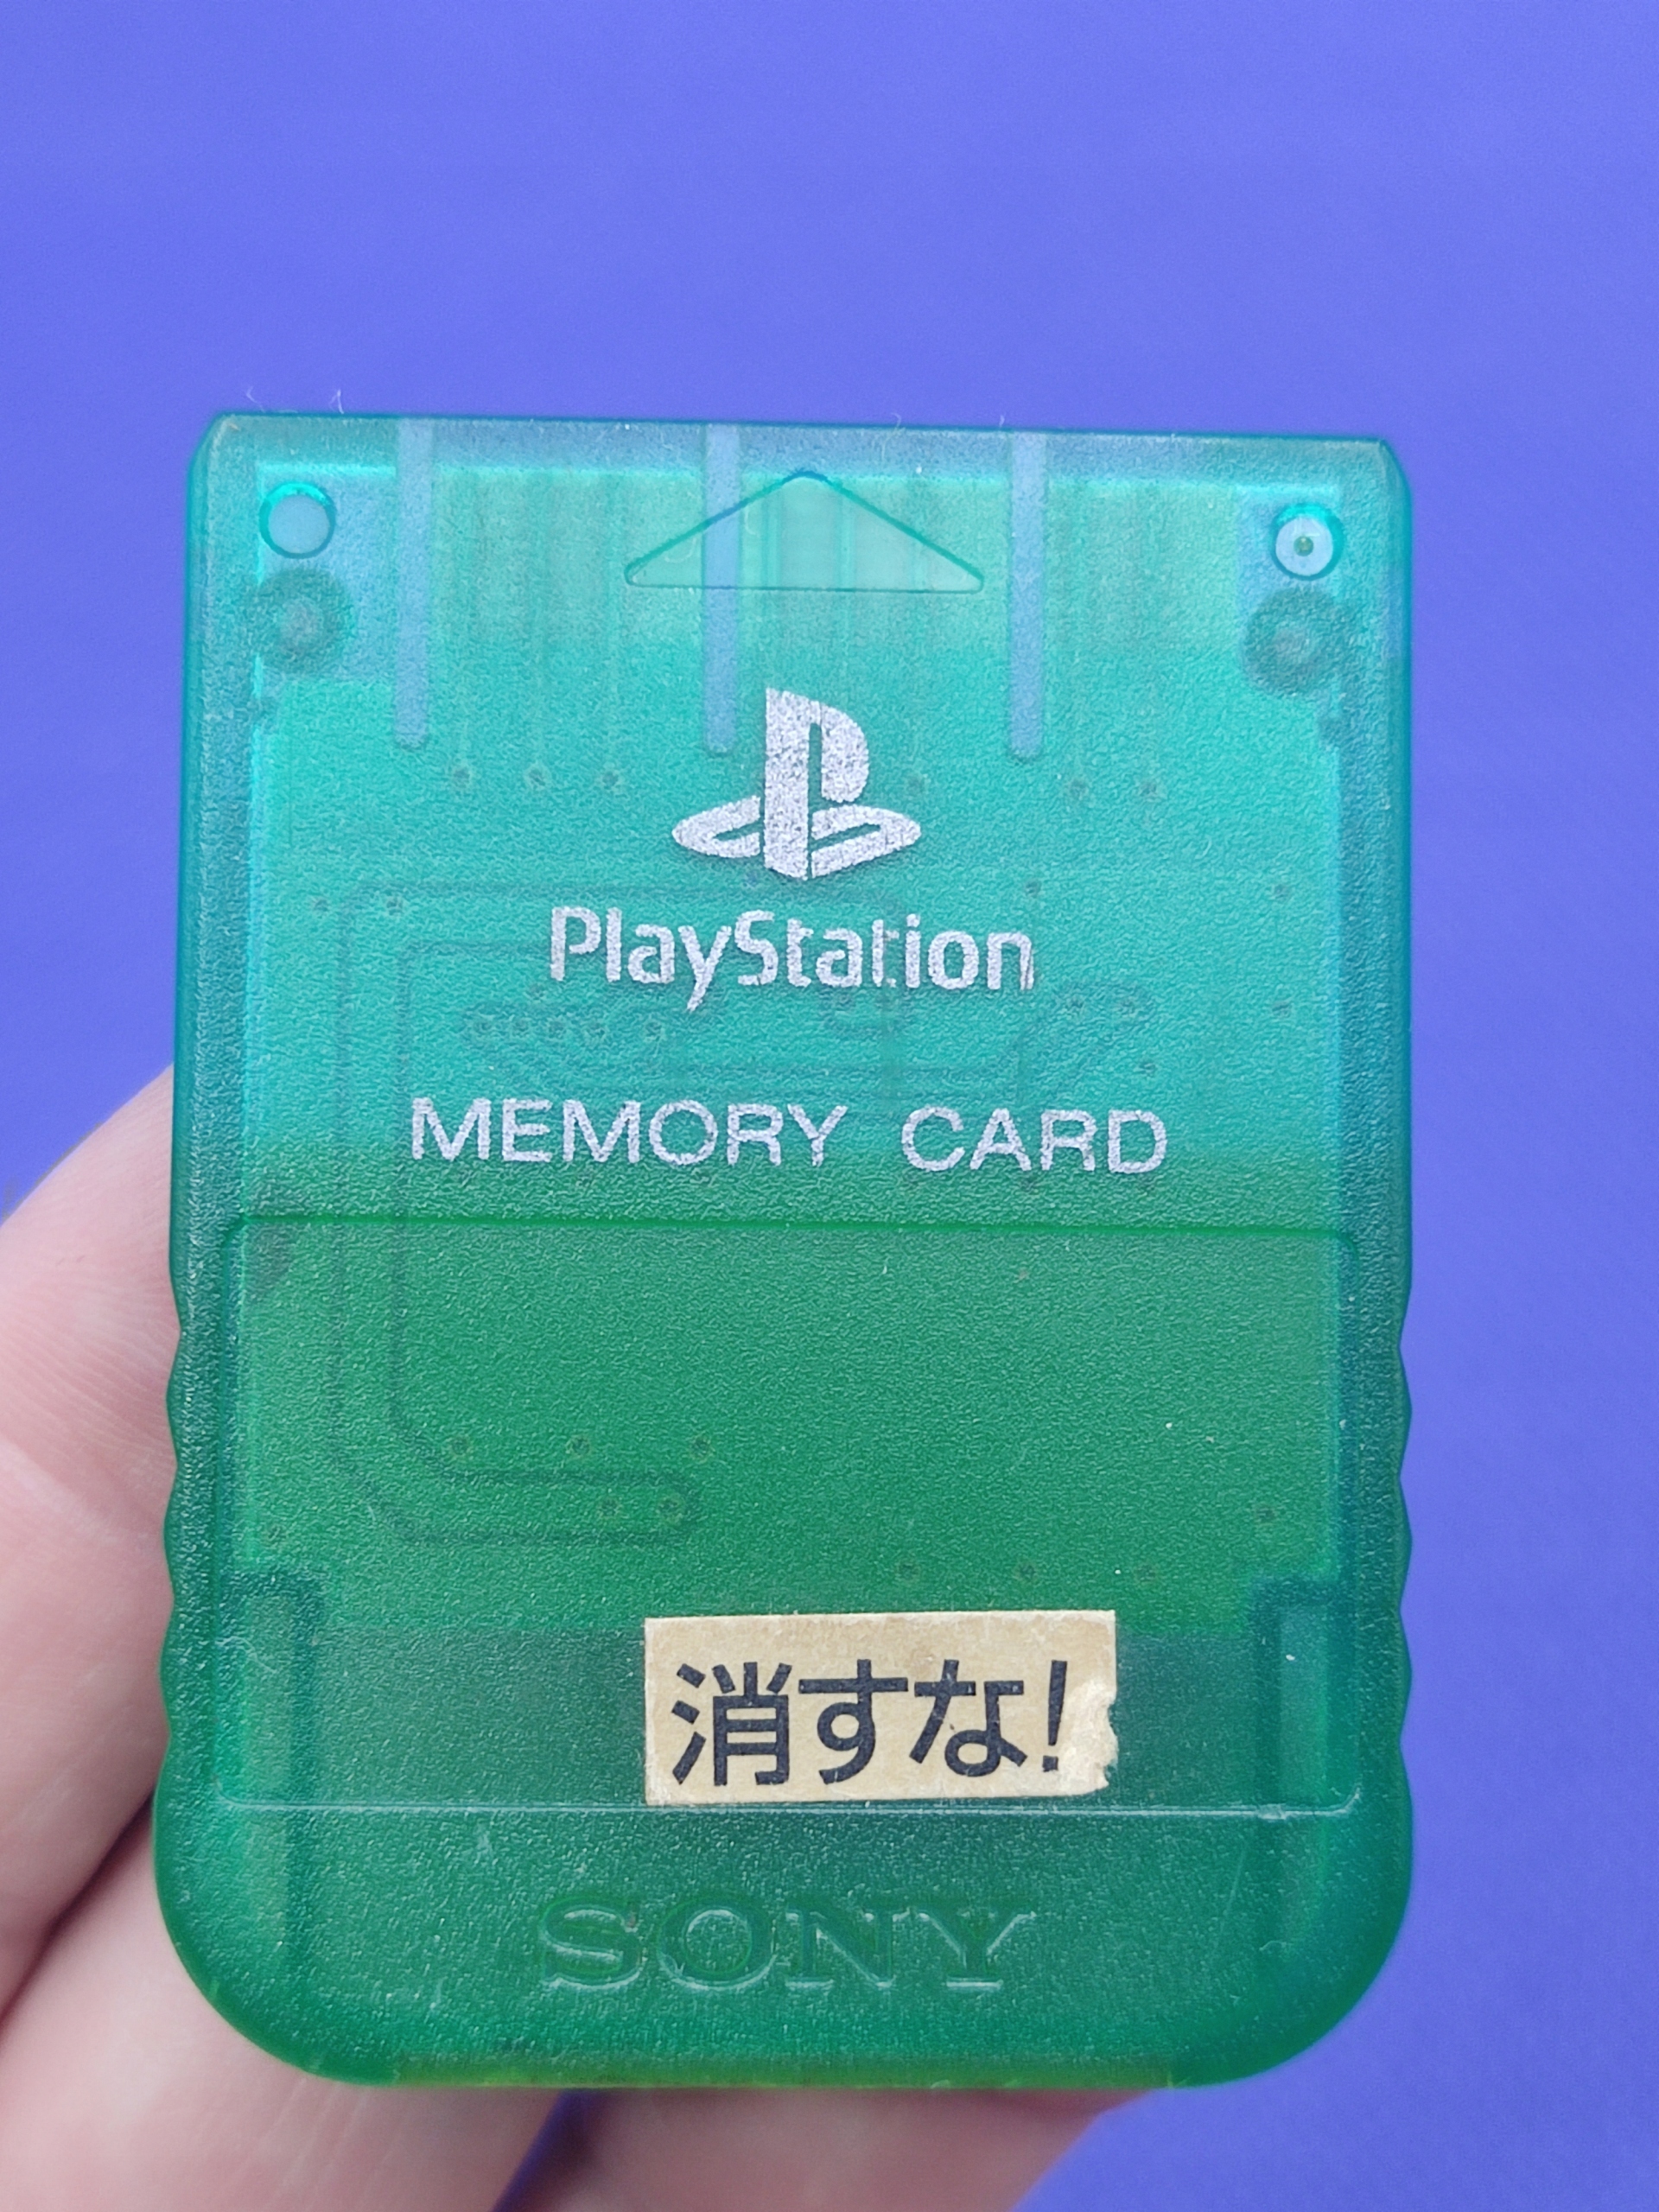 PlayStation
MEMORY CARD
消すな!
SONY